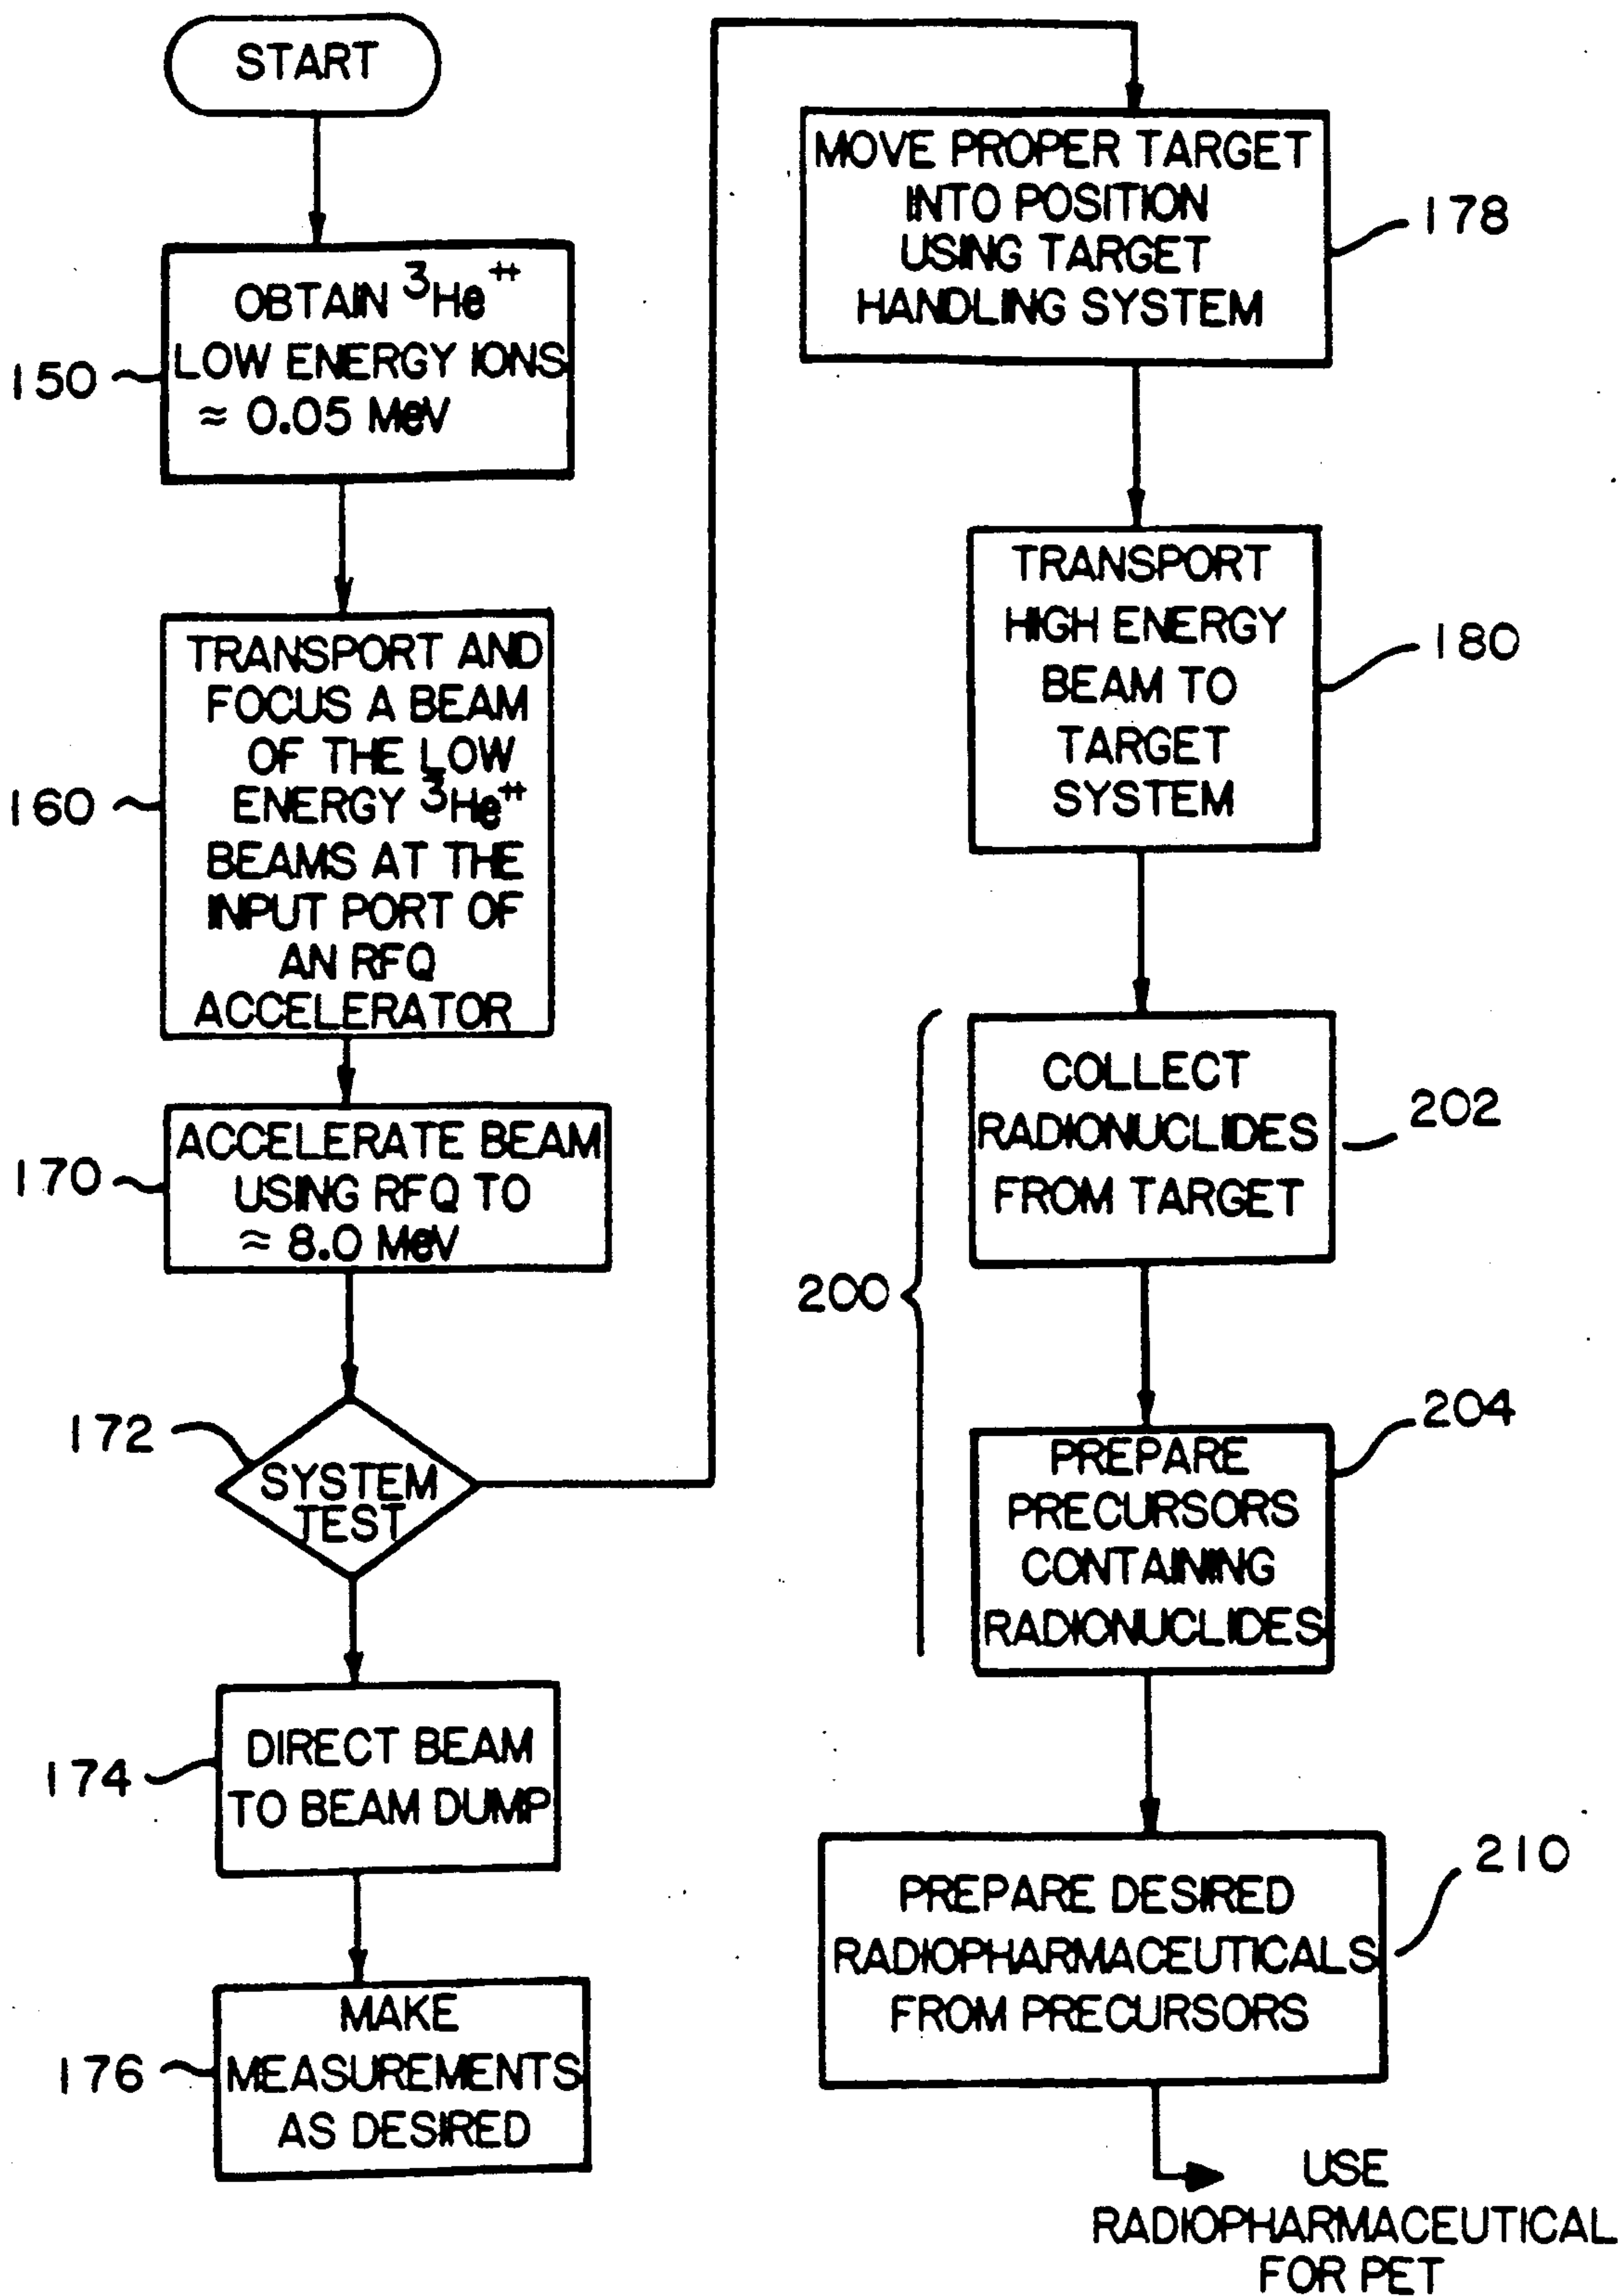 START
OBTAIN ³He⁺⁺
LOW ENERGY IONS
≈ 0.05 MeV
150
TRANSPORT AND
FOCUS A BEAM
OF THE LOW
ENERGY ³He⁺⁺
BEAMS AT THE
INPUT PORT OF
AN RFQ
ACCELERATOR
160
ACCELERATE BEAM
USING RFQ TO
≈ 8.0 MeV
170
172
SYSTEM
TEST
DIRECT BEAM
TO BEAM DUMP
174
MAKE
MEASUREMENTS
AS DESIRED
176
MOVE PROPER TARGET
INTO POSITION
USING TARGET
HANDLING SYSTEM
178
TRANSPORT
HIGH ENERGY
BEAM TO
TARGET
SYSTEM
180
COLLECT
RADIONUCLIDES
FROM TARGET
202
200
PREPARE
PRECURSORS
CONTAINING
RADIONUCLIDES
204
PREPARE DESIRED
RADIOPHARMACEUTICALS
FROM PRECURSORS
210
USE
RADIOPHARMACEUTICAL
FOR PET